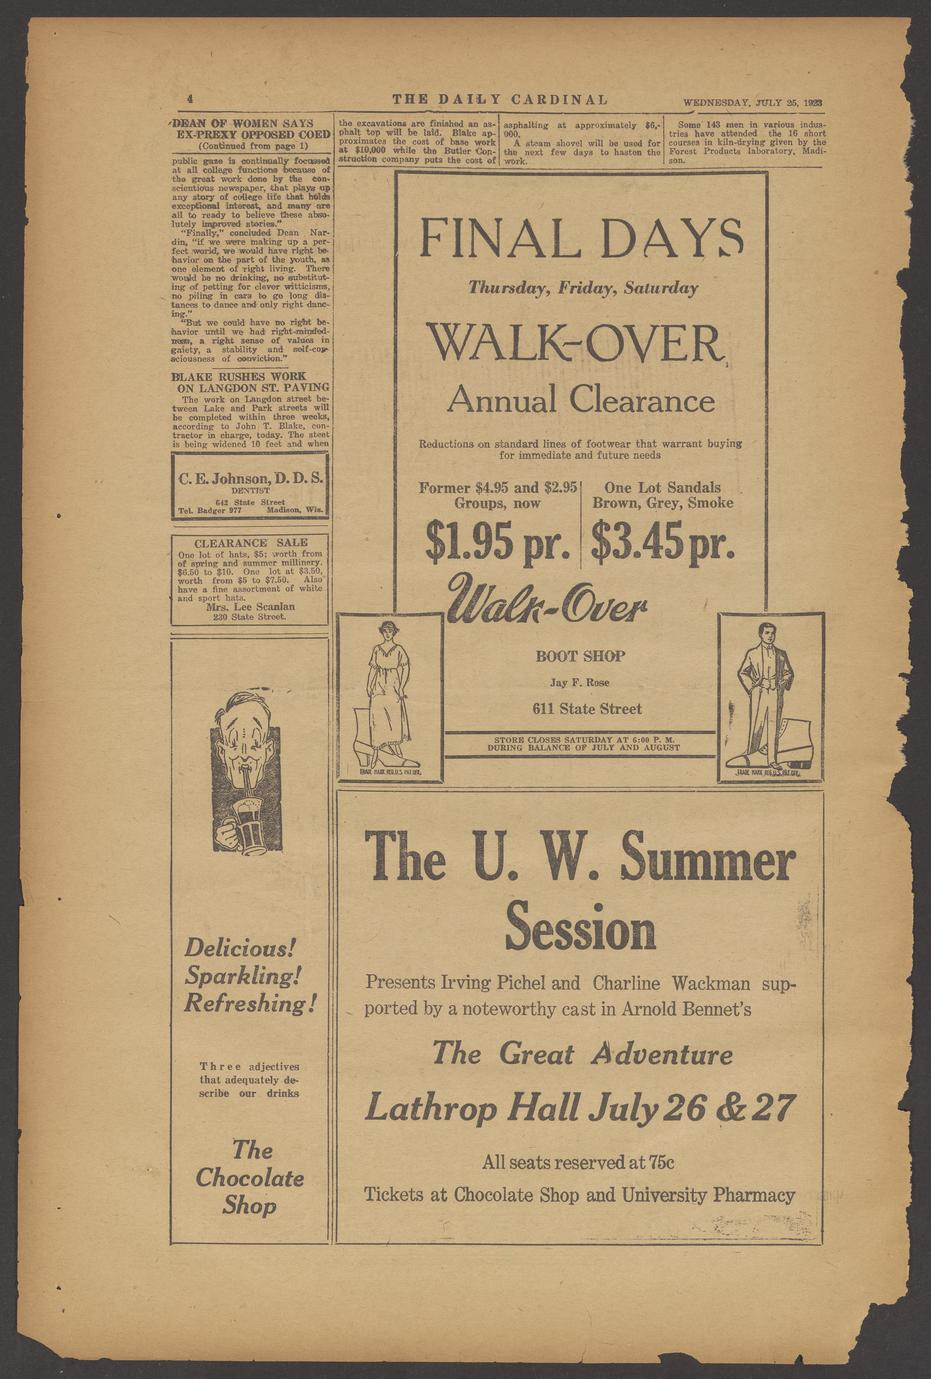 4
THE DAILY CARDINAL
WEDNESDAY, JULY 25, 1923
DEAN OF WOMEN SAYS
EX-PREXY OPPOSED COED
(Continued from page 1)
public gaze is continually focussed
at all college functions because of
the great work done by the con-
scientious newspaper, that plays up
any story of college life that holds
exceptional interest, and many are
all to ready to believe these abso-
lutely improved stories."
"Finally," concluded Dean Nar-
din, "if we were making up a per-
fect world, we would have right be-
havior on the part of the youth, as
one element of right living. There
would be no drinking, no substitut-
ing of petting for clever witticisms,
no piling in cars to go long dis-
tances to dance and only right danc-
ing."
"But we could have no right be-
havior until we had right-minded-
ness, a right sense of values in
gaiety, a stability and self-con-
sciousness of conviction."
BLAKE RUSHES WORK
ON LANGDON ST. PAVING
The work on Langdon street be-
tween Lake and Park streets will
be completed within three weeks,
according to John T. Blake, con-
tractor in charge, today. The steet
is being widened 10 feet and when
the excavations are finished an as-
phalt top will be laid. Blake ap-
proximates the cost of base work
at $10,000 while the Butler Con-
struction company puts the cost of
asphalting at approximately $6,-
000.
A steam shovel will be used for
the next few days to hasten the
work.
Some 143 men in various indus-
tries have attended the 16 short
courses in kiln-drying given by the
Forest Products laboratory, Madi-
son.
C. E. Johnson, D. D. S.
DENTIST
642 State Street
Tel. Badger 977 Madison, Wis.
CLEARANCE SALE
One lot of hats, $5; worth from
of spring and summer millinery.
$6.50 to $10. One lot at $3.50,
worth from $5 to $7.50. Also
have a fine assortment of white
and sport hats.
Mrs. Lee Scanlan
230 State Street.
Delicious!
Sparkling!
Refreshing!
Three adjectives
that adequately de-
scribe our drinks
The
Chocolate
Shop
FINAL DAYS
Thursday, Friday, Saturday
WALK-OVER
Annual Clearance
Reductions on standard lines of footwear that warrant buying
for immediate and future needs
Former $4.95 and $2.95
Groups, now
$1.95 pr.
One Lot Sandals
Brown, Grey, Smoke
$3.45 pr.
Walk-Over
BOOT SHOP
Jay F. Rose
611 State Street
STORE CLOSES SATURDAY AT 6:00 P. M.
DURING BALANCE OF JULY AND AUGUST
TRADE MARK REG. U.S. PAT. OFF.
TRADE MARK REG. U.S. PAT. OFF.
The U. W. Summer
Session
Presents Irving Pichel and Charline Wackman sup-
ported by a noteworthy cast in Arnold Bennet's
The Great Adventure
Lathrop Hall July 26 & 27
All seats reserved at 75c
Tickets at Chocolate Shop and University Pharmacy